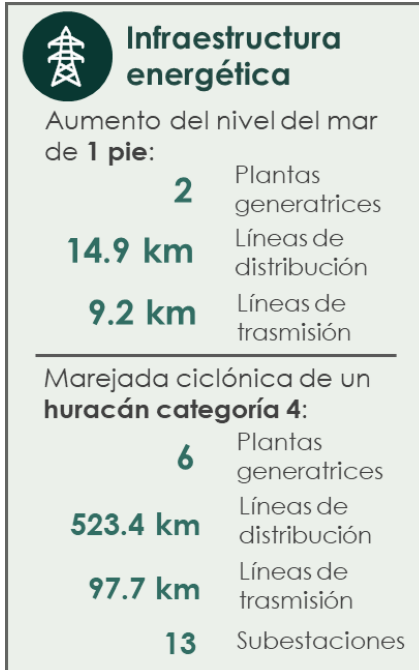 Infraestructura
energética
Aumento del nivel del mar
de 1 pie:
2 Plantas
generatrices
14.9 km Líneas de
distribución
9.2 km Líneas de
trasmisión
Marejada ciclónica de un
huracán categoría 4:
6 Plantas
generatrices
523.4 km Líneas de
distribución
97.7 km Líneas de
trasmisión
13 Subestaciones